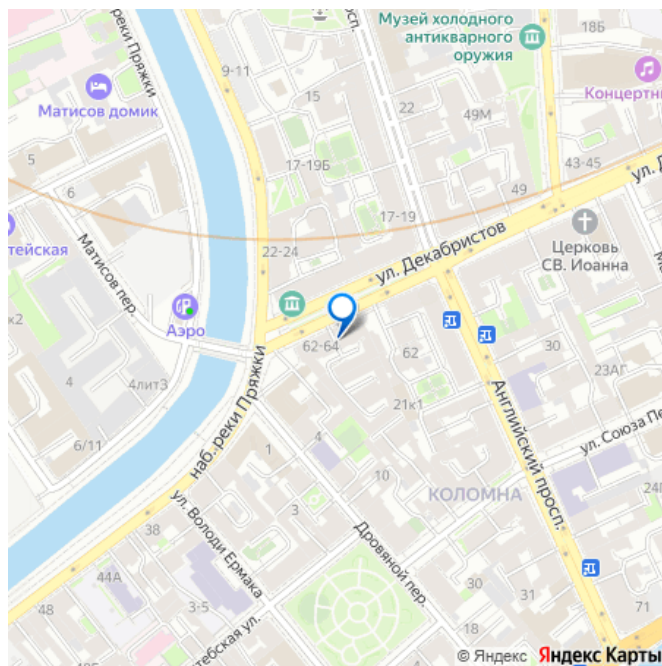 Музей холодного
антикварного
оружия
18Б
реки Пряжки
9-11
просп.
15
Концертн
Матисов домик
22
49М
5
17-19Б
43-45
6
49
ул. Д
17-19
тейская
Матисов пер.
22-24
ул. Декабристов
Церковь
СВ. Иоанна
к2
Аэро
62-64
62
30
4
4лит3
23АГ
21к1
Английский просп.
6/11
наб. реки Пряжки
1
4
ул. Союза Пе
10
КОЛОМНА
38
ул. Володи Ермака
Дровяной пер.
44А
30
31
48
3-5
18
71
тебская ул.
© Яндекс Яндекс Карты